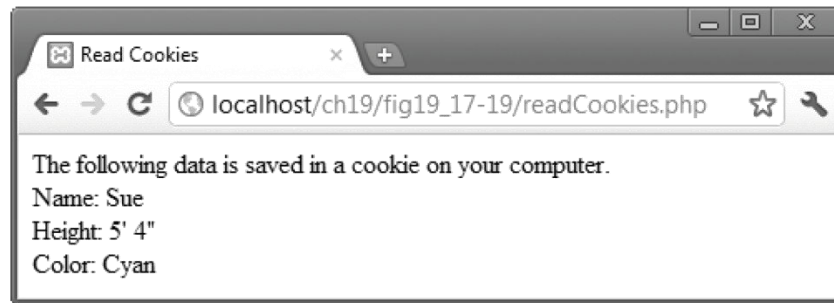 Read Cookies
localhost/ch19/fig19_17-19/readCookies.php
The following data is saved in a cookie on your computer.
Name: Sue
Height: 5' 4"
Color: Cyan